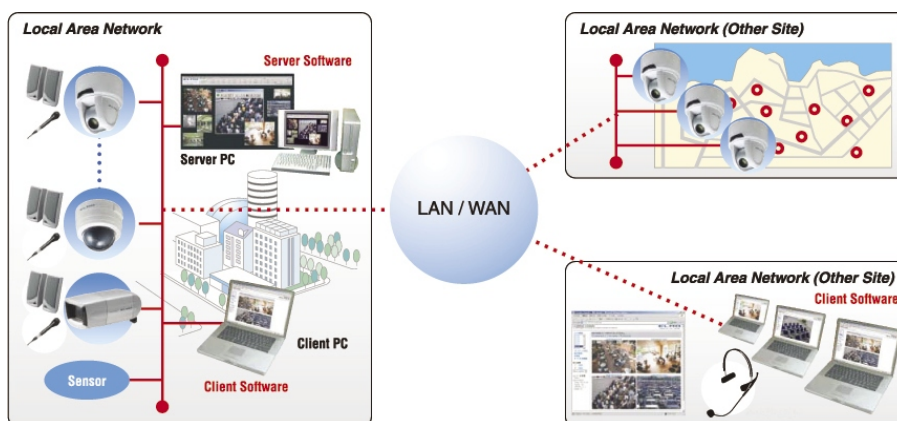 Local Area Network
Server Software
Server PC
Client PC
Sensor
Client Software
LAN / WAN
Local Area Network (Other Site)
Local Area Network (Other Site)
Client Software